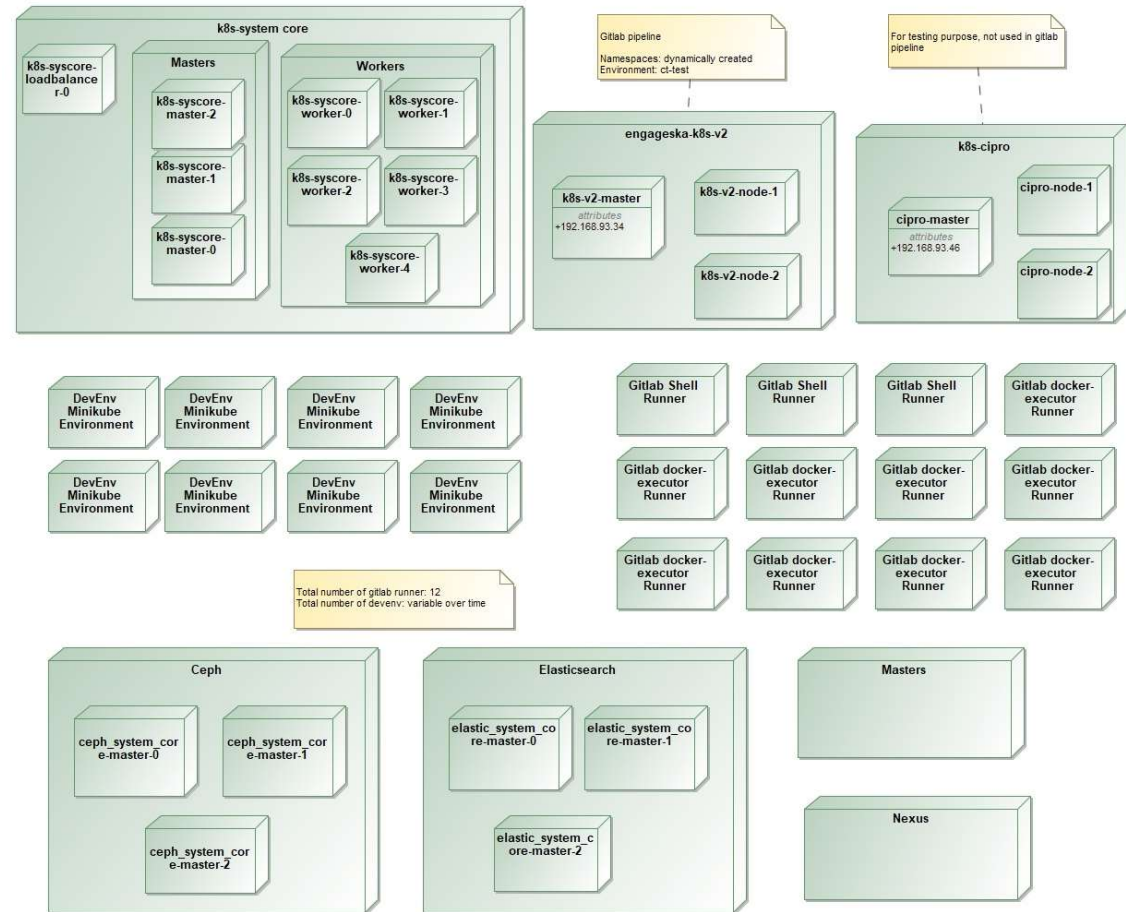 k8s-system core
k8s-syscore-
loadbalance
r-0
Masters
k8s-syscore-
master-2
k8s-syscore-
master-1
k8s-syscore-
master-0
Workers
k8s-syscore-
worker-0
k8s-syscore-
worker-1
k8s-syscore-
worker-2
k8s-syscore-
worker-3
k8s-syscore-
worker-4
Gitlab pipeline
Namespaces: dynamically created
Environment: ct-test
engageska-k8s-v2
k8s-v2-master
attributes
+192.168.93.34
k8s-v2-node-1
k8s-v2-node-2
For testing purpose, not used in gitlab
pipeline
k8s-cipro
cipro-master
attributes
+192.168.93.46
cipro-node-1
cipro-node-2
DevEnv
Minikube
Environment
DevEnv
Minikube
Environment
DevEnv
Minikube
Environment
DevEnv
Minikube
Environment
DevEnv
Minikube
Environment
DevEnv
Minikube
Environment
DevEnv
Minikube
Environment
DevEnv
Minikube
Environment
Gitlab Shell
Runner
Gitlab Shell
Runner
Gitlab Shell
Runner
Gitlab docker-
executor
Runner
Gitlab docker-
executor
Runner
Gitlab docker-
executor
Runner
Gitlab docker-
executor
Runner
Gitlab docker-
executor
Runner
Gitlab docker-
executor
Runner
Gitlab docker-
executor
Runner
Gitlab docker-
executor
Runner
Gitlab docker-
executor
Runner
Total number of gitlab runner: 12
Total number of devenv: variable over time
Ceph
ceph_system_cor
e-master-0
ceph_system_cor
e-master-1
ceph_system_cor
e-master-2
Elasticsearch
elastic_system_co
re-master-0
elastic_system_co
re-master-1
elastic_system_c
ore-master-2
Masters
Nexus